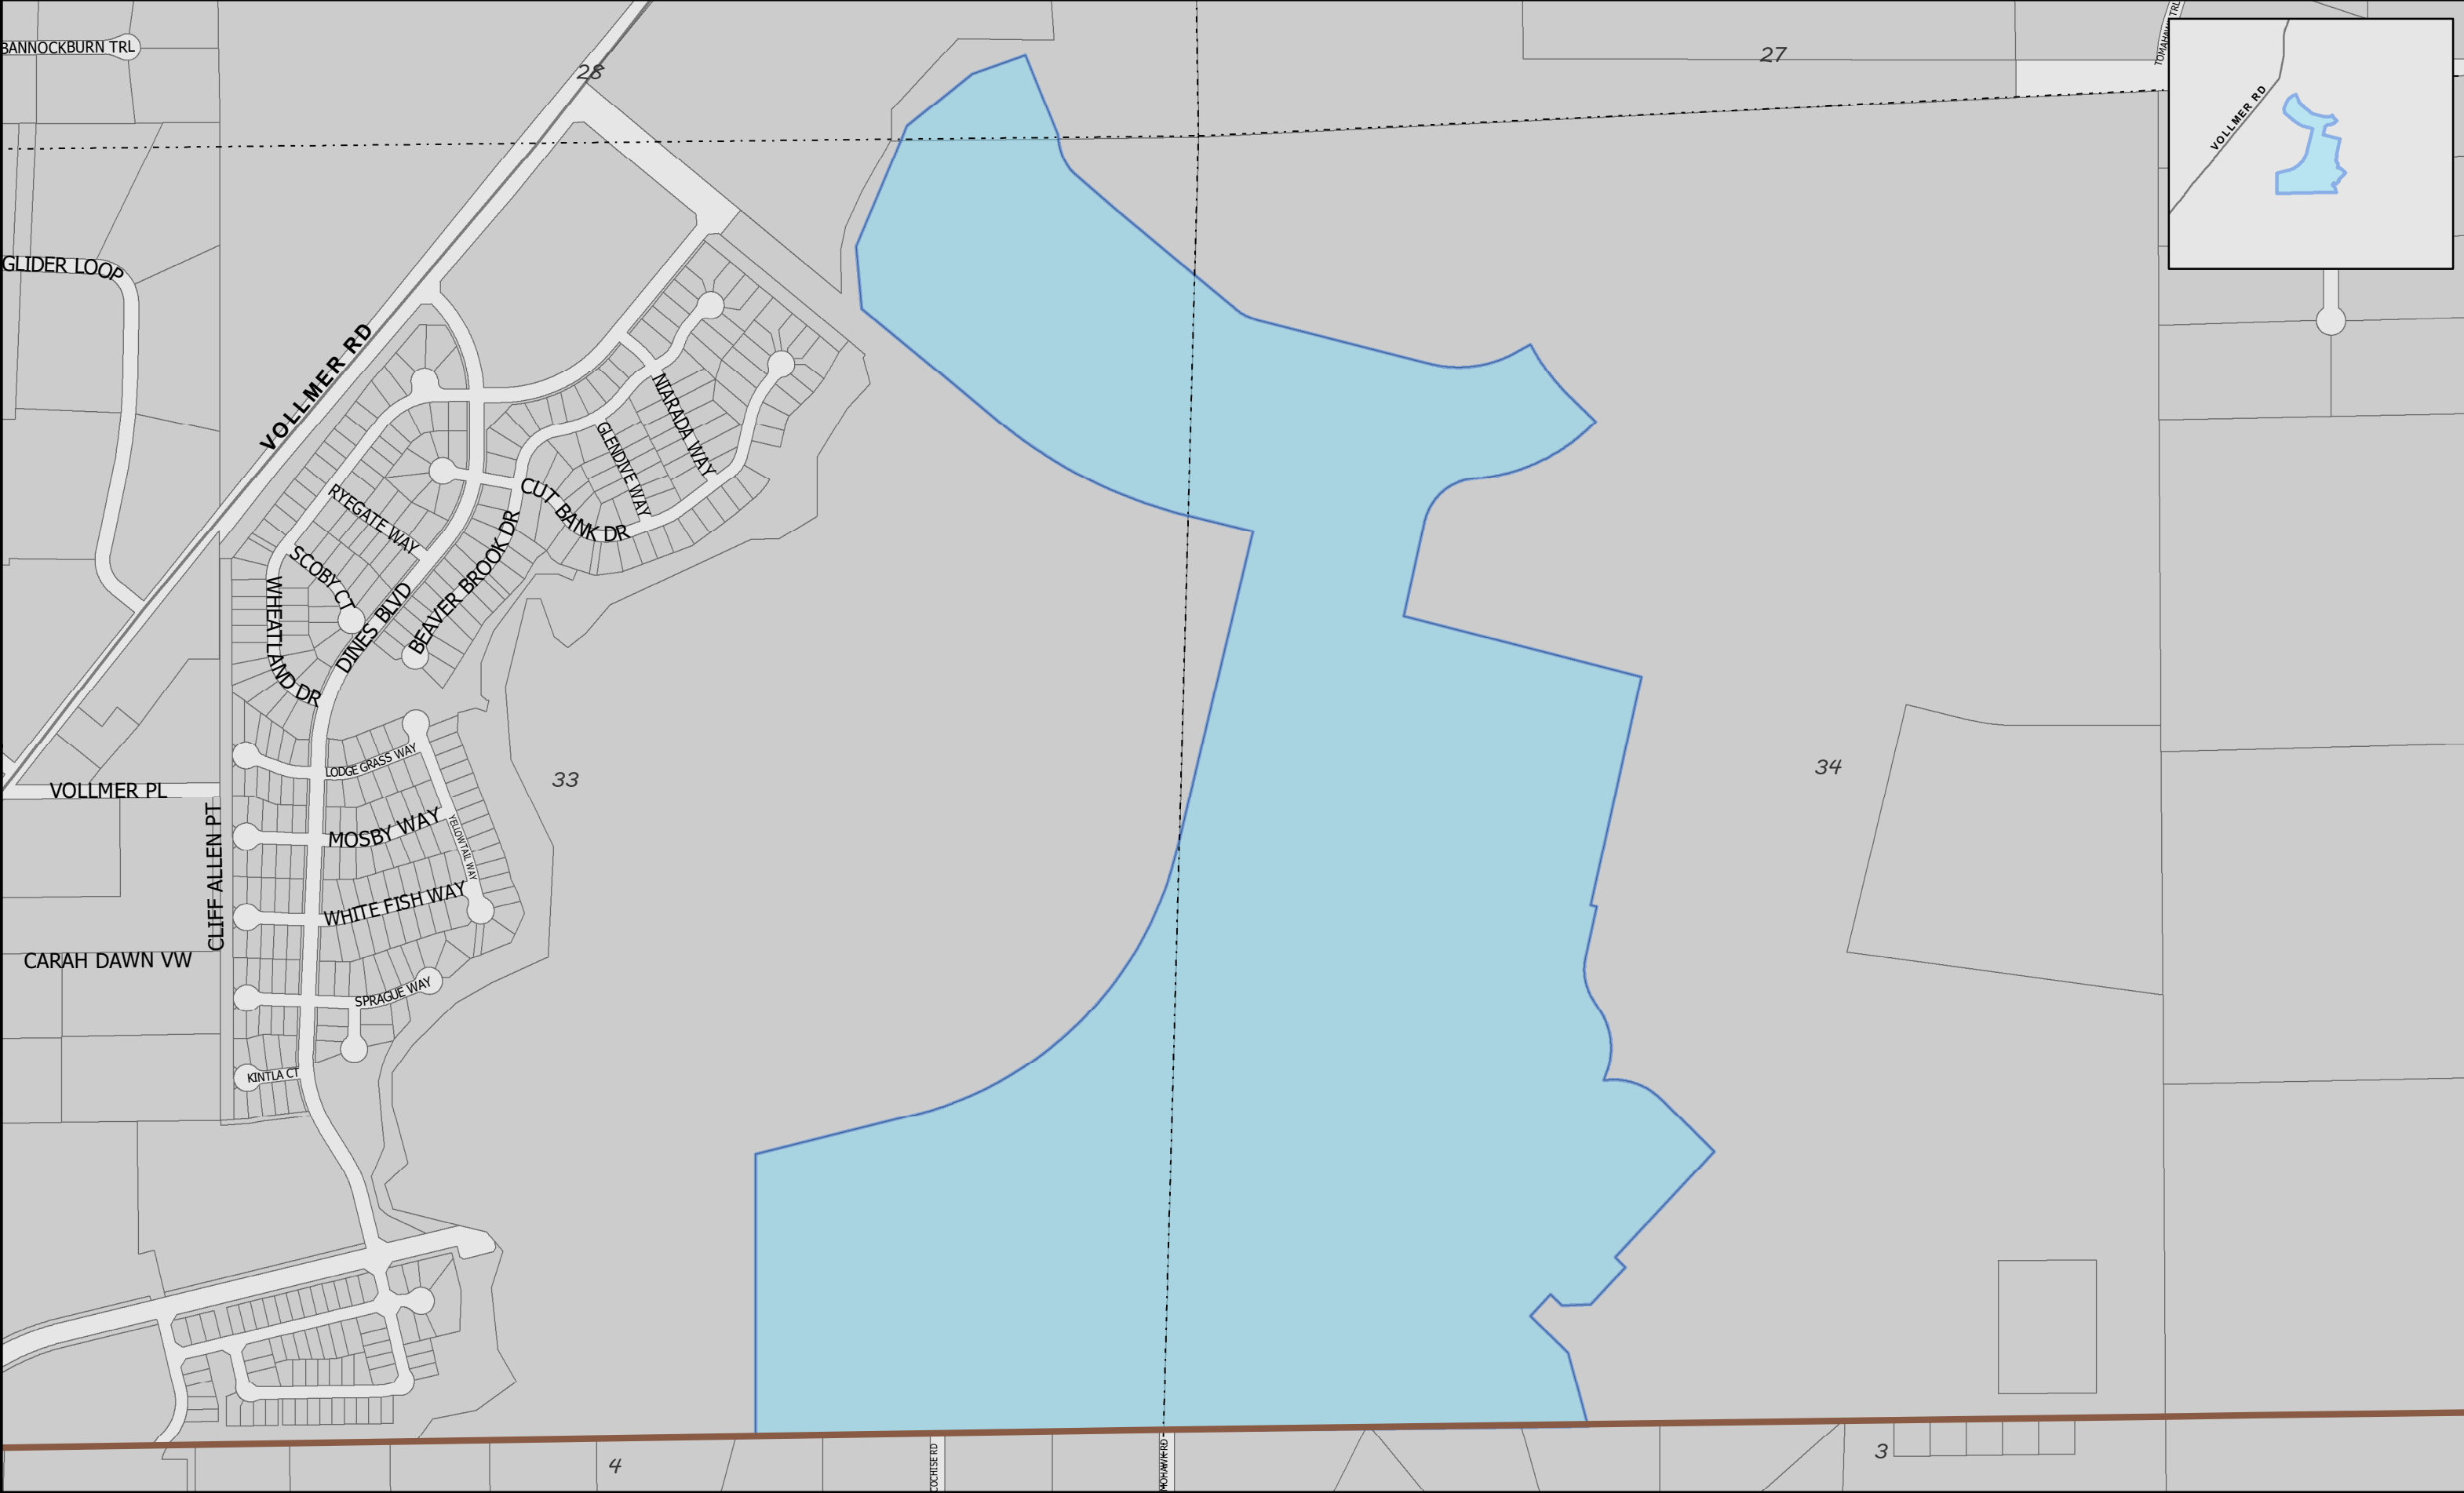 BANNOCKBURN TRL
28
27
TOMAHAWK TRL
VOLLMER RD
GLIDER LOOP
VOLLMER RD
NIARADA WAY
GLENDIVE WAY
CUT BANK DR
RYEGATE WAY
SCOBY CT
BEAVER BROOK DR
WHEATLAND DR
DINES BLVD
LODGE GRASS WAY
33
34
VOLLMER PL
MOSBY WAY
YELLOWTAIL WAY
CLIFF ALLEN PT
WHITE FISH WAY
CARAH DAWN VW
SPRAGUE WAY
KINTLA CT
4
COCHISE RD
MOHAWK RD
3